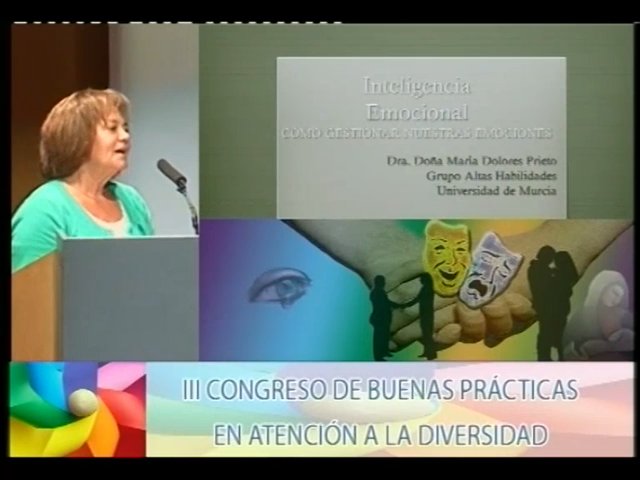 Inteligencia
Emocional
COMO GESTIONAR NUESTRAS EMOCIONES
Dra. Doña María Dolores Prieto
Grupo Altas Habilidades
Universidad de Murcia
III CONGRESO DE BUENAS PRÁCTICAS
EN ATENCIÓN A LA DIVERSIDAD